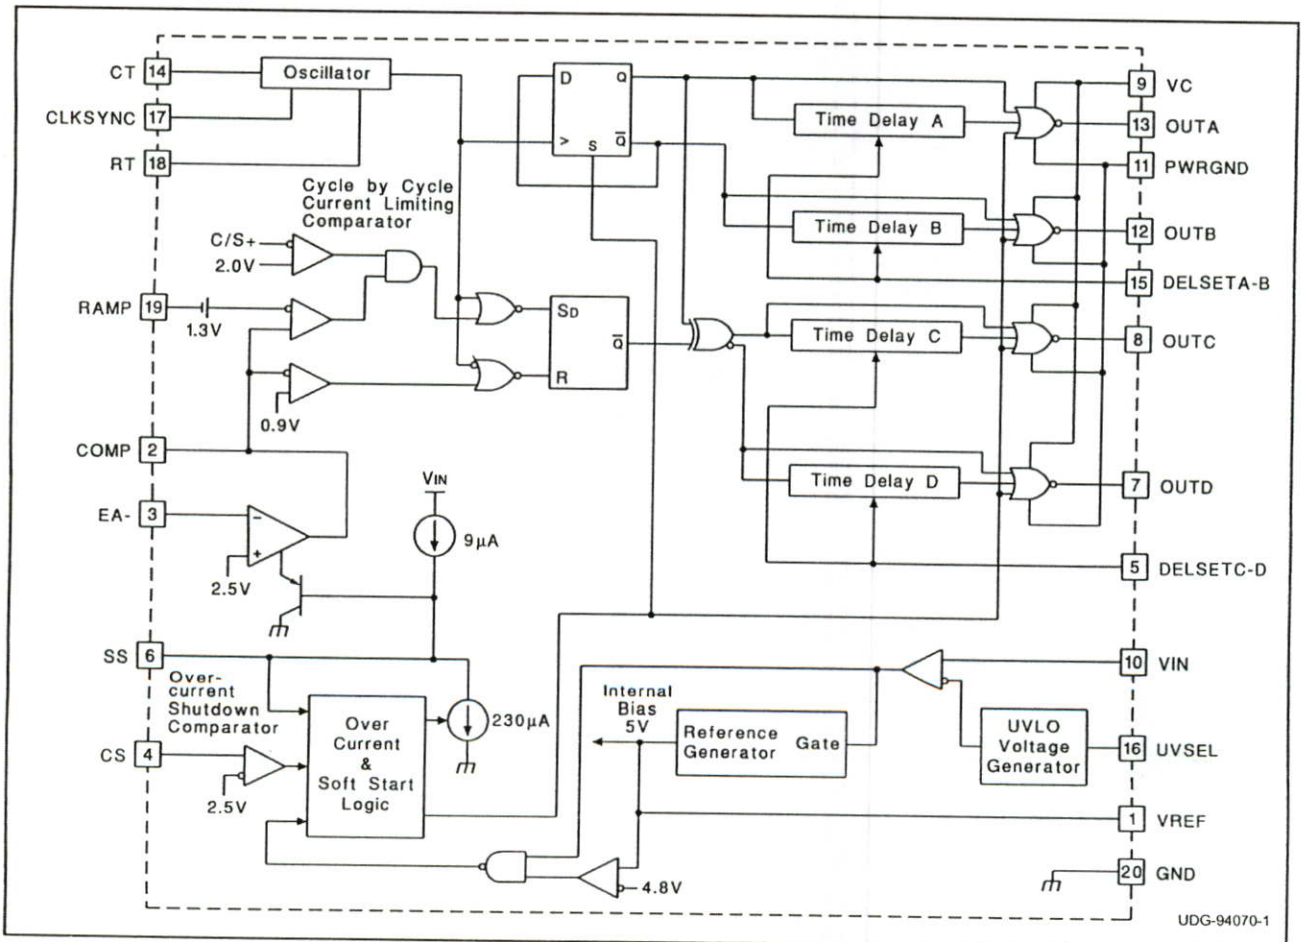 CT 14 Oscillator
CLKSYNC 17
RT 18
D Q
> S Q̅
Time Delay A
9 VC
13 OUTA
11 PWRGND
Cycle by Cycle
Current Limiting
Comparator
C/S+
2.0V
Time Delay B
12 OUTB
15 DELSETA-B
RAMP 19
1.3V
SD
Q̅
R
Time Delay C
8 OUTC
0.9V
COMP 2
EA- 3
−
+
2.5V
VIN
9µA
Time Delay D
7 OUTD
5 DELSETC-D
SS 6
Over-
current
Shutdown
Comparator
CS 4
2.5V
Over
Current
&
Soft Start
Logic
230µA
Internal
Bias
5V
Reference
Generator
Gate
UVLO
Voltage
Generator
10 VIN
16 UVSEL
1 VREF
4.8V
20 GND
UDG-94070-1